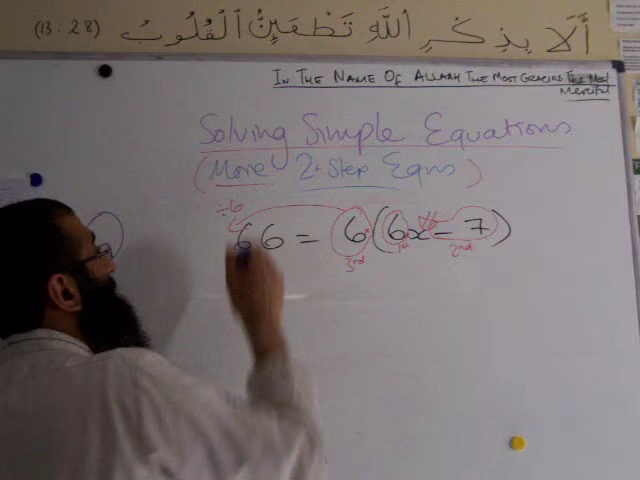 (13:28) أَلَا بِذِكْرِ اللَّهِ تَطْمَئِنُّ الْقُلُوبُ
IN THE NAME OF ALLAAH THE MOST GRACIOUS THE MOST
MERCIFUL
Solving Simple Equations
(More 2+ Step Eqns)
÷6
66 = 6(6x - 7)
3rd 1st 2nd